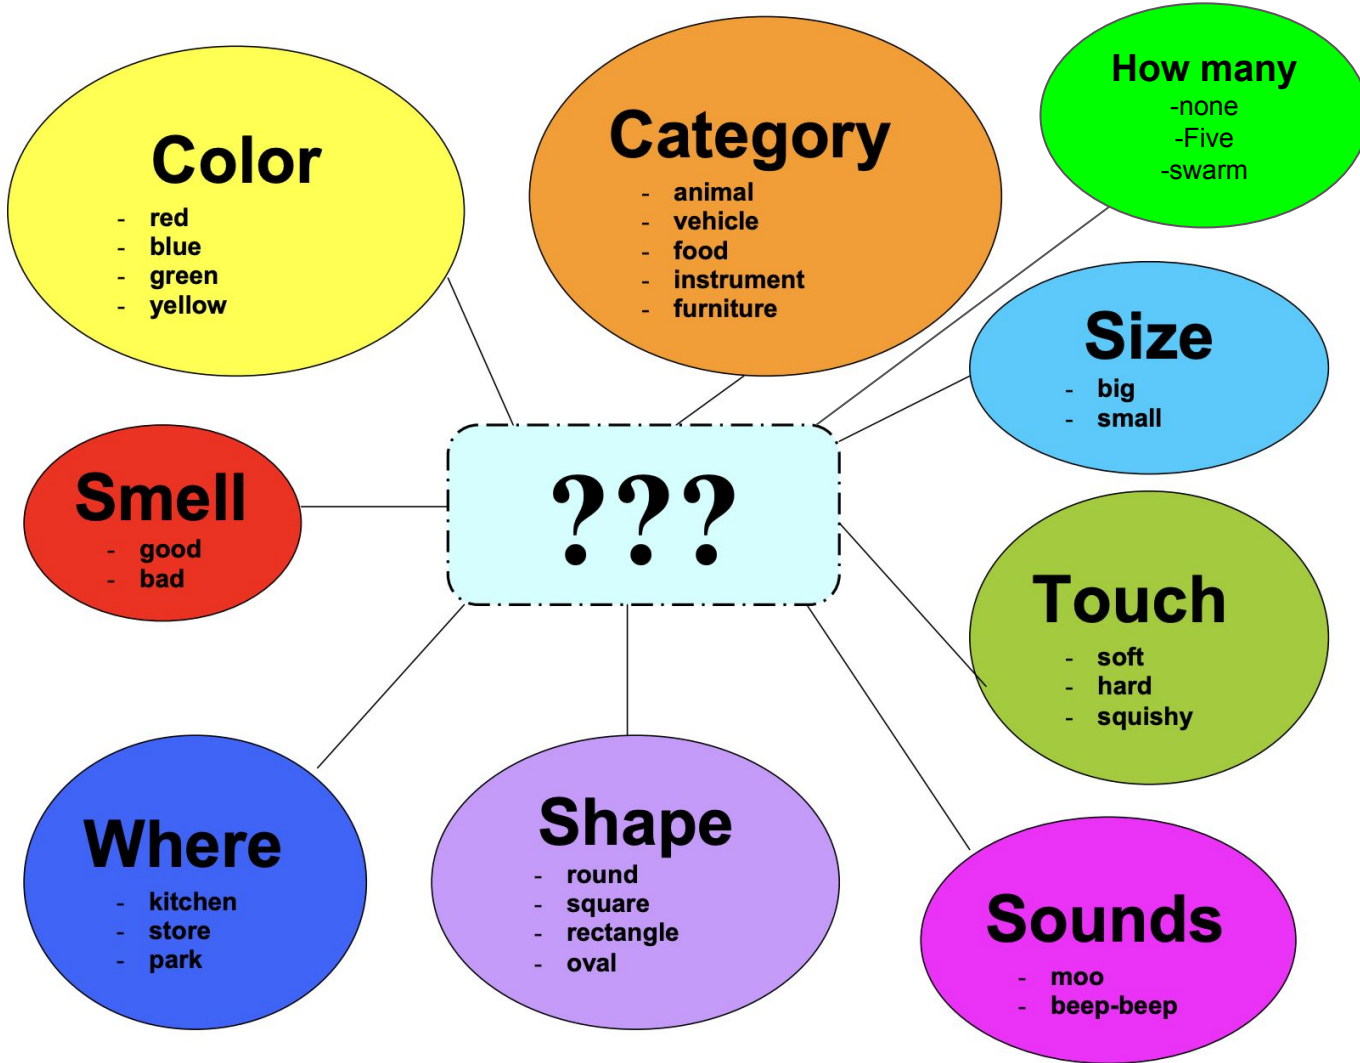 Color
- red
- blue
- green
- yellow
Category
- animal
- vehicle
- food
- instrument
- furniture
How many
-none
-Five
-swarm
Size
- big
- small
Smell
- good
- bad
???
Touch
- soft
- hard
- squishy
Where
- kitchen
- store
- park
Shape
- round
- square
- rectangle
- oval
Sounds
- moo
- beep-beep